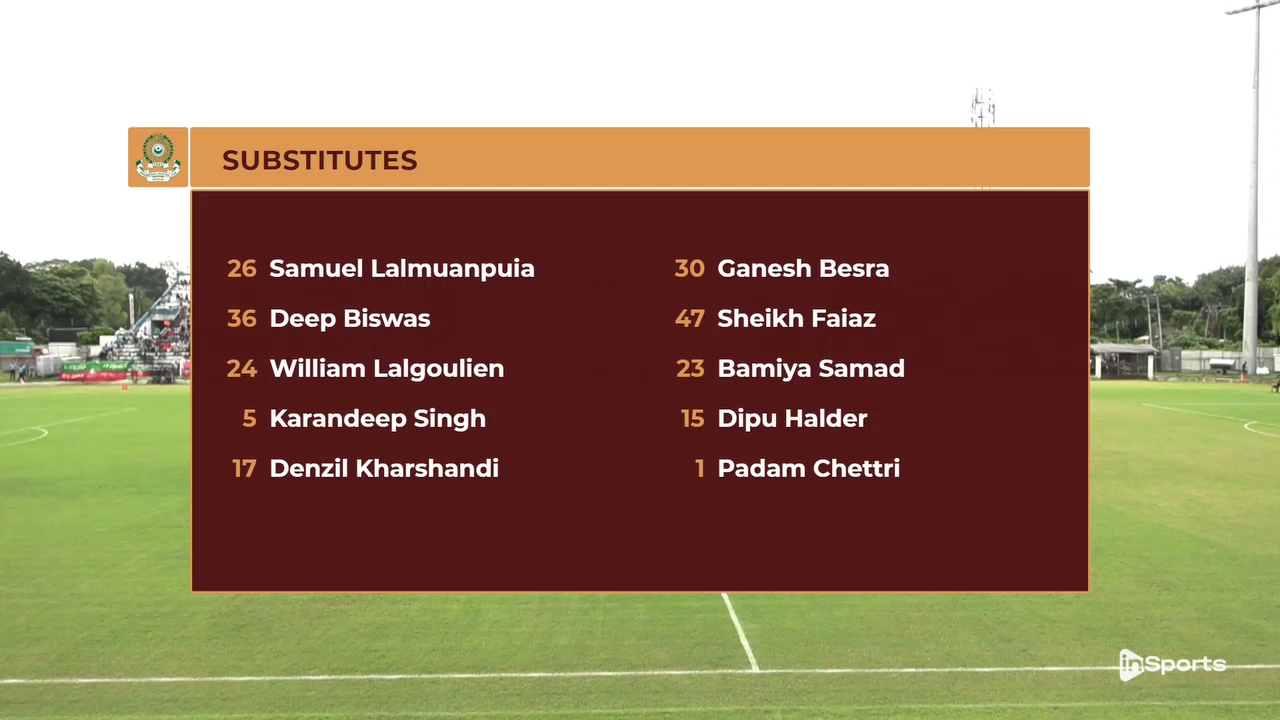 SUBSTITUTES
26 Samuel Lalmuanpuia
36 Deep Biswas
24 William Lalgoulien
5 Karandeep Singh
17 Denzil Kharshandi
30 Ganesh Besra
47 Sheikh Faiaz
23 Bamiya Samad
15 Dipu Halder
1 Padam Chettri
inSports